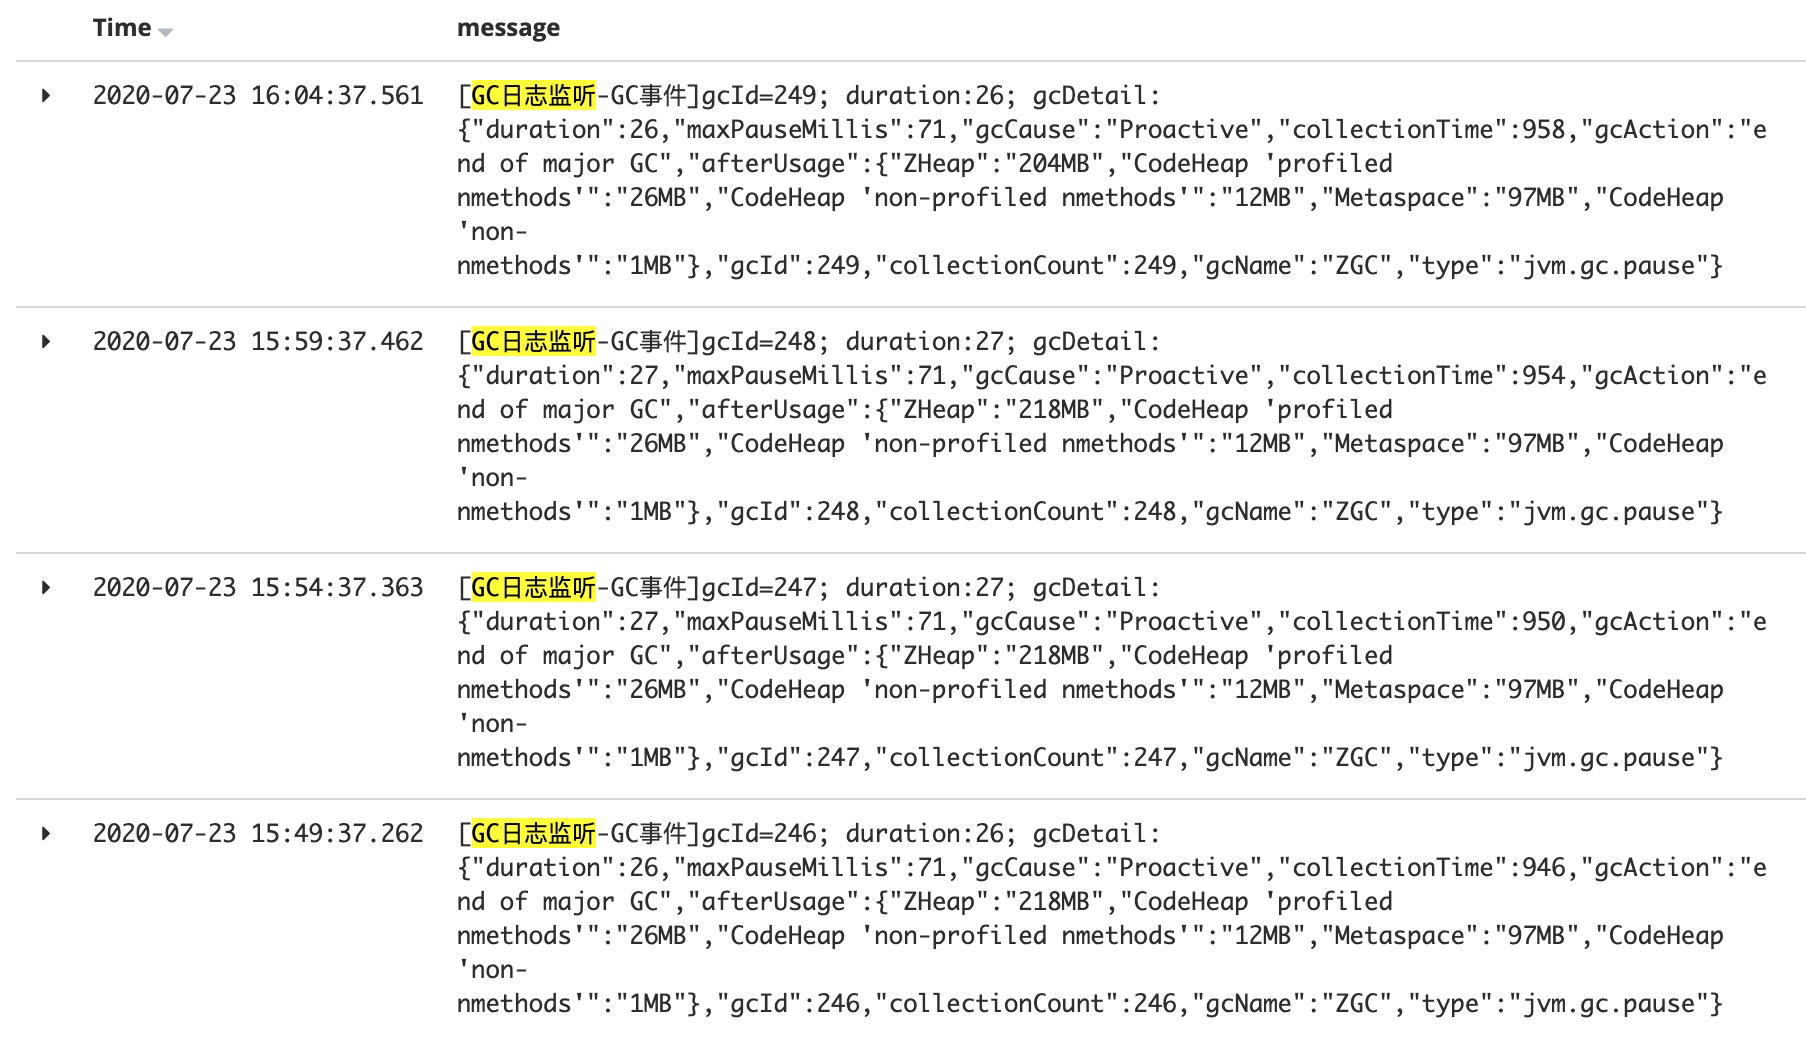 Time message
2020-07-23 16:04:37.561 [GC日志监听-GC事件]gcId=249; duration:26; gcDetail:
{"duration":26,"maxPauseMillis":71,"gcCause":"Proactive","collectionTime":958,"gcAction":"e
nd of major GC","afterUsage":{"ZHeap":"204MB","CodeHeap 'profiled
nmethods'":"26MB","CodeHeap 'non-profiled nmethods'":"12MB","Metaspace":"97MB","CodeHeap
'non-
nmethods'":"1MB"},"gcId":249,"collectionCount":249,"gcName":"ZGC","type":"jvm.gc.pause"}
2020-07-23 15:59:37.462 [GC日志监听-GC事件]gcId=248; duration:27; gcDetail:
{"duration":27,"maxPauseMillis":71,"gcCause":"Proactive","collectionTime":954,"gcAction":"e
nd of major GC","afterUsage":{"ZHeap":"218MB","CodeHeap 'profiled
nmethods'":"26MB","CodeHeap 'non-profiled nmethods'":"12MB","Metaspace":"97MB","CodeHeap
'non-
nmethods'":"1MB"},"gcId":248,"collectionCount":248,"gcName":"ZGC","type":"jvm.gc.pause"}
2020-07-23 15:54:37.363 [GC日志监听-GC事件]gcId=247; duration:27; gcDetail:
{"duration":27,"maxPauseMillis":71,"gcCause":"Proactive","collectionTime":950,"gcAction":"e
nd of major GC","afterUsage":{"ZHeap":"218MB","CodeHeap 'profiled
nmethods'":"26MB","CodeHeap 'non-profiled nmethods'":"12MB","Metaspace":"97MB","CodeHeap
'non-
nmethods'":"1MB"},"gcId":247,"collectionCount":247,"gcName":"ZGC","type":"jvm.gc.pause"}
2020-07-23 15:49:37.262 [GC日志监听-GC事件]gcId=246; duration:26; gcDetail:
{"duration":26,"maxPauseMillis":71,"gcCause":"Proactive","collectionTime":946,"gcAction":"e
nd of major GC","afterUsage":{"ZHeap":"218MB","CodeHeap 'profiled
nmethods'":"26MB","CodeHeap 'non-profiled nmethods'":"12MB","Metaspace":"97MB","CodeHeap
'non-
nmethods'":"1MB"},"gcId":246,"collectionCount":246,"gcName":"ZGC","type":"jvm.gc.pause"}